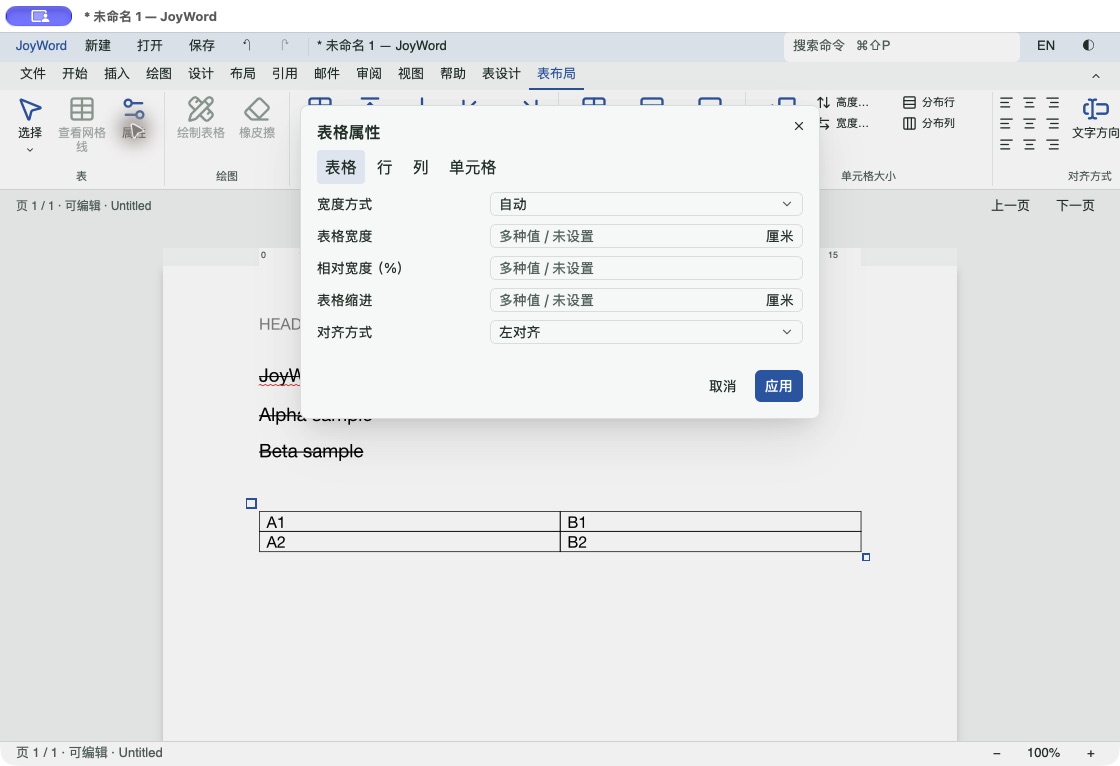 * 未命名 1 — JoyWord
JoyWord 新建 打开 保存 * 未命名 1 — JoyWord 搜索命令 ⌘⇧P EN
文件 开始 插入 绘图 设计 布局 引用 邮件 审阅 视图 帮助 表设计 表布局
选择 查看网格线 属性 绘制表格 橡皮擦 高度... 分布行
宽度... 分布列 文字方向
表 绘图 单元格大小 对齐方式
页 1 / 1 · 可编辑 · Untitled 上一页 下一页
表格属性 ×
表格 行 列 单元格
宽度方式 自动
表格宽度 多种值 / 未设置 厘米
相对宽度（%） 多种值 / 未设置
表格缩进 多种值 / 未设置 厘米
对齐方式 左对齐
取消 应用
0 15
HEAD
JoyW
Alpha sample
Beta sample
A1 B1
A2 B2
页 1 / 1 · 可编辑 · Untitled − 100% +